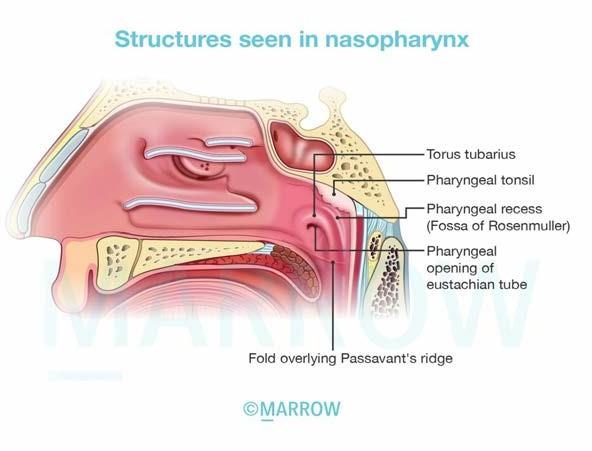 Structures seen in nasopharynx
Torus tubarius
Pharyngeal tonsil
Pharyngeal recess
(Fossa of Rosenmuller)
Pharyngeal
opening of
eustachian tube
MARROW
Fold overlying Passavant's ridge
©MARROW